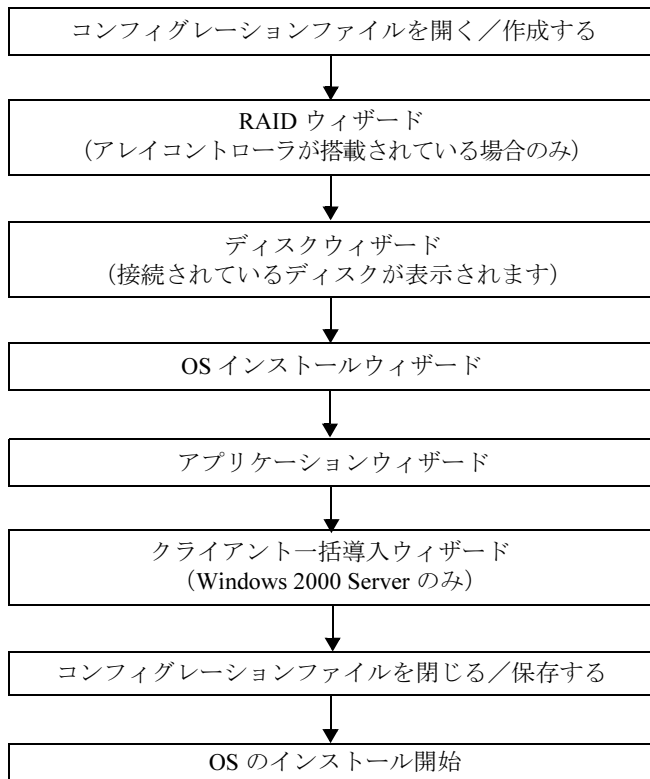 コンフィグレーションファイルを開く／作成する
RAID ウィザード
（アレイコントローラが搭載されている場合のみ）
ディスクウィザード
（接続されているディスクが表示されます）
OS インストールウィザード
アプリケーションウィザード
クライアント一括導入ウィザード
（Windows 2000 Server のみ）
コンフィグレーションファイルを閉じる／保存する
OS のインストール開始